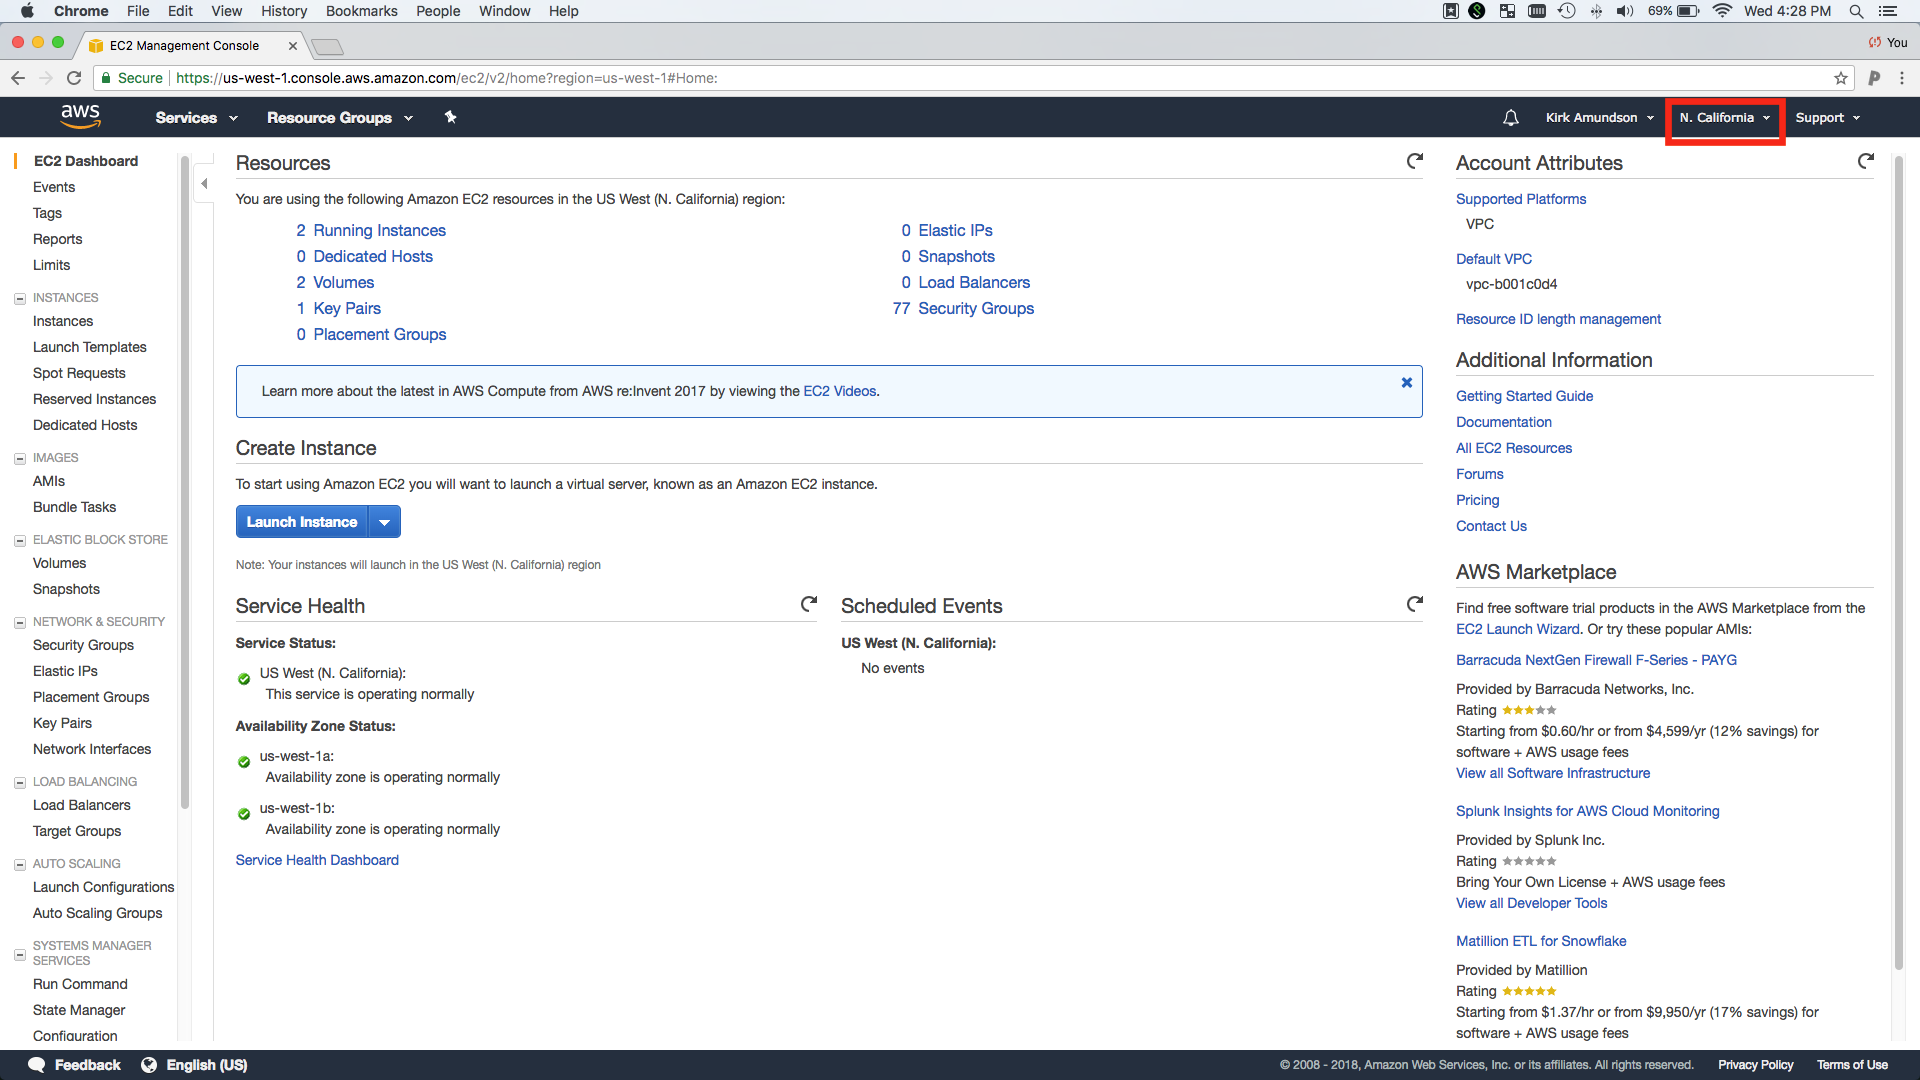 Chrome File Edit View History Bookmarks People Window Help
69% Wed 4:28 PM
EC2 Management Console
You
Secure https://us-west-1.console.aws.amazon.com/ec2/v2/home?region=us-west-1#Home:
aws Services Resource Groups Kirk Amundson N. California Support
EC2 Dashboard
Events
Tags
Reports
Limits
INSTANCES
Instances
Launch Templates
Spot Requests
Reserved Instances
Dedicated Hosts
IMAGES
AMIs
Bundle Tasks
ELASTIC BLOCK STORE
Volumes
Snapshots
NETWORK & SECURITY
Security Groups
Elastic IPs
Placement Groups
Key Pairs
Network Interfaces
LOAD BALANCING
Load Balancers
Target Groups
AUTO SCALING
Launch Configurations
Auto Scaling Groups
SYSTEMS MANAGER
SERVICES
Run Command
State Manager
Configuration
Resources
You are using the following Amazon EC2 resources in the US West (N. California) region:
2 Running Instances
0 Dedicated Hosts
2 Volumes
1 Key Pairs
0 Placement Groups
0 Elastic IPs
0 Snapshots
0 Load Balancers
77 Security Groups
Learn more about the latest in AWS Compute from AWS re:Invent 2017 by viewing the EC2 Videos.
Create Instance
To start using Amazon EC2 you will want to launch a virtual server, known as an Amazon EC2 instance.
Launch Instance
Note: Your instances will launch in the US West (N. California) region
Service Health
Service Status:
US West (N. California):
This service is operating normally
Availability Zone Status:
us-west-1a:
Availability zone is operating normally
us-west-1b:
Availability zone is operating normally
Service Health Dashboard
Scheduled Events
US West (N. California):
No events
Account Attributes
Supported Platforms
VPC
Default VPC
vpc-b001c0d4
Resource ID length management
Additional Information
Getting Started Guide
Documentation
All EC2 Resources
Forums
Pricing
Contact Us
AWS Marketplace
Find free software trial products in the AWS Marketplace from the
EC2 Launch Wizard. Or try these popular AMIs:
Barracuda NextGen Firewall F-Series - PAYG
Provided by Barracuda Networks, Inc.
Rating
Starting from $0.60/hr or from $4,599/yr (12% savings) for
software + AWS usage fees
View all Software Infrastructure
Splunk Insights for AWS Cloud Monitoring
Provided by Splunk Inc.
Rating
Bring Your Own License + AWS usage fees
View all Developer Tools
Matillion ETL for Snowflake
Provided by Matillion
Rating
Starting from $1.37/hr or from $9,950/yr (17% savings) for
software + AWS usage fees
Feedback English (US)
© 2008 - 2018, Amazon Web Services, Inc. or its affiliates. All rights reserved. Privacy Policy Terms of Use